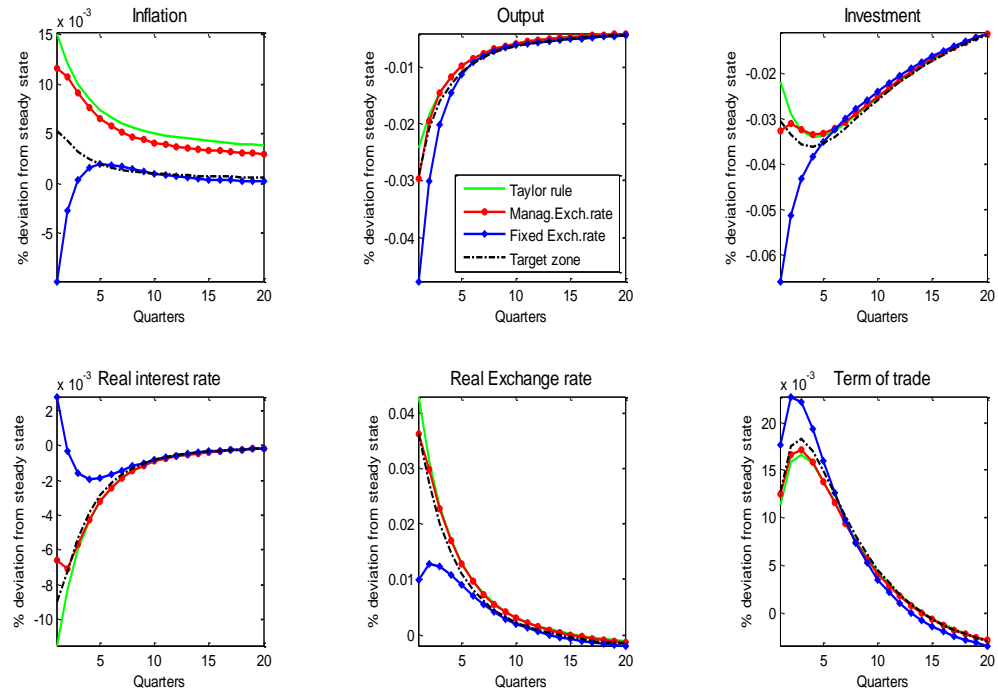 Inflation
x 10-3
% deviation from steady state
15
10
5
0
-5
5
10
15
20
Quarters
Output
% deviation from steady state
-0.01
-0.02
-0.03
-0.04
Taylor rule
Manag.Exch.rate
Fixed Exch.rate
Target zone
5
10
15
20
Quarters
Investment
% deviation from steady state
-0.02
-0.03
-0.04
-0.05
-0.06
5
10
15
20
Quarters
Real interest rate
x 10-3
% deviation from steady state
2
0
-2
-4
-6
-8
-10
5
10
15
20
Quarters
Real Exchange rate
% deviation from steady state
0.04
0.03
0.02
0.01
0
5
10
15
20
Quarters
Term of trade
x 10-3
% deviation from steady state
20
15
10
5
0
5
10
15
20
Quarters